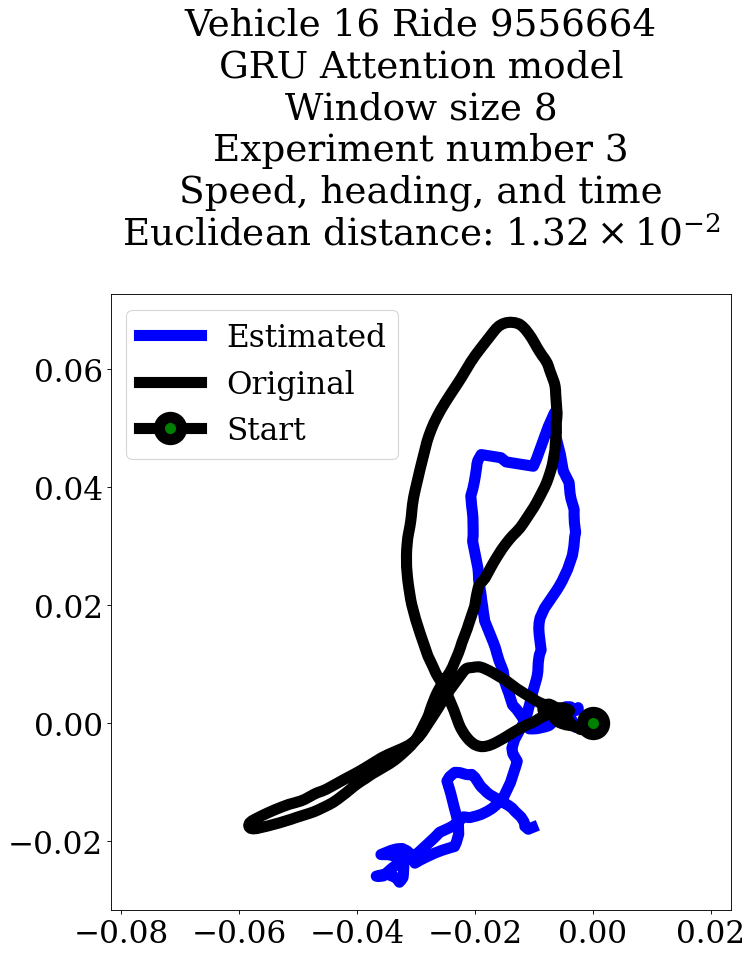 Vehicle 16 Ride 9556664
GRU Attention model
Window size 8
Experiment number 3
Speed, heading, and time
Euclidean distance: 1.32 × 10⁻²
Estimated
Original
Start
0.06
0.04
0.02
0.00
−0.02
−0.08 −0.06 −0.04 −0.02 0.00 0.02